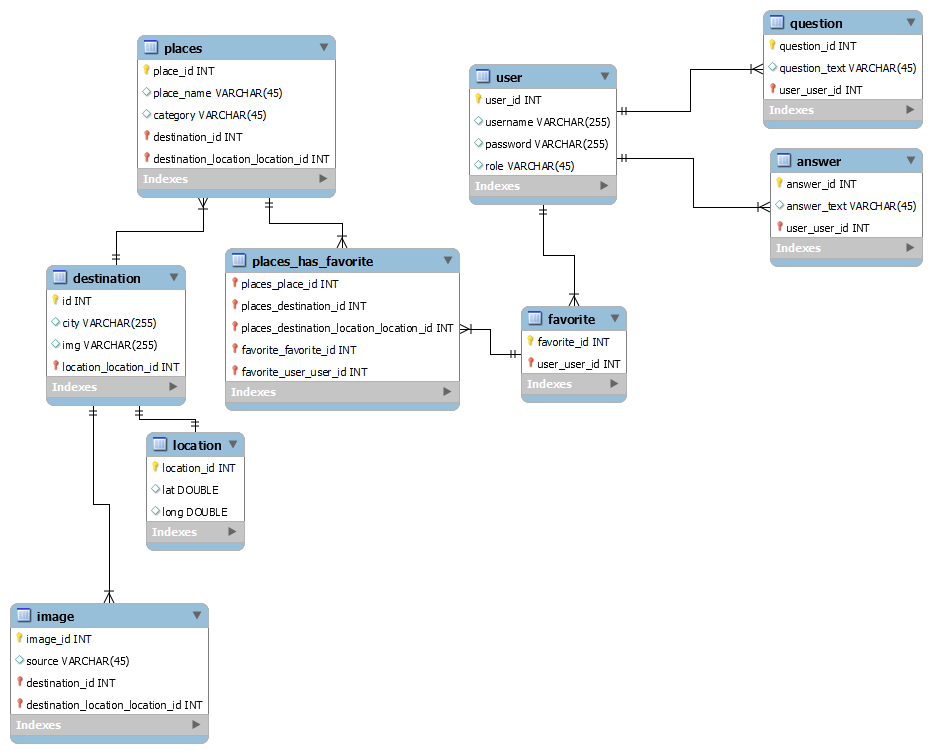 places
place_id INT
place_name VARCHAR(45)
category VARCHAR(45)
destination_id INT
destination_location_location_id INT
Indexes
user
user_id INT
username VARCHAR(255)
password VARCHAR(255)
role VARCHAR(45)
Indexes
question
question_id INT
question_text VARCHAR(45)
user_user_id INT
Indexes
answer
answer_id INT
answer_text VARCHAR(45)
user_user_id INT
Indexes
destination
id INT
city VARCHAR(255)
img VARCHAR(255)
location_location_id INT
Indexes
places_has_favorite
places_place_id INT
places_destination_id INT
places_destination_location_location_id INT
favorite_favorite_id INT
favorite_user_user_id INT
Indexes
favorite
favorite_id INT
user_user_id INT
Indexes
location
location_id INT
lat DOUBLE
long DOUBLE
Indexes
image
image_id INT
source VARCHAR(45)
destination_id INT
destination_location_location_id INT
Indexes